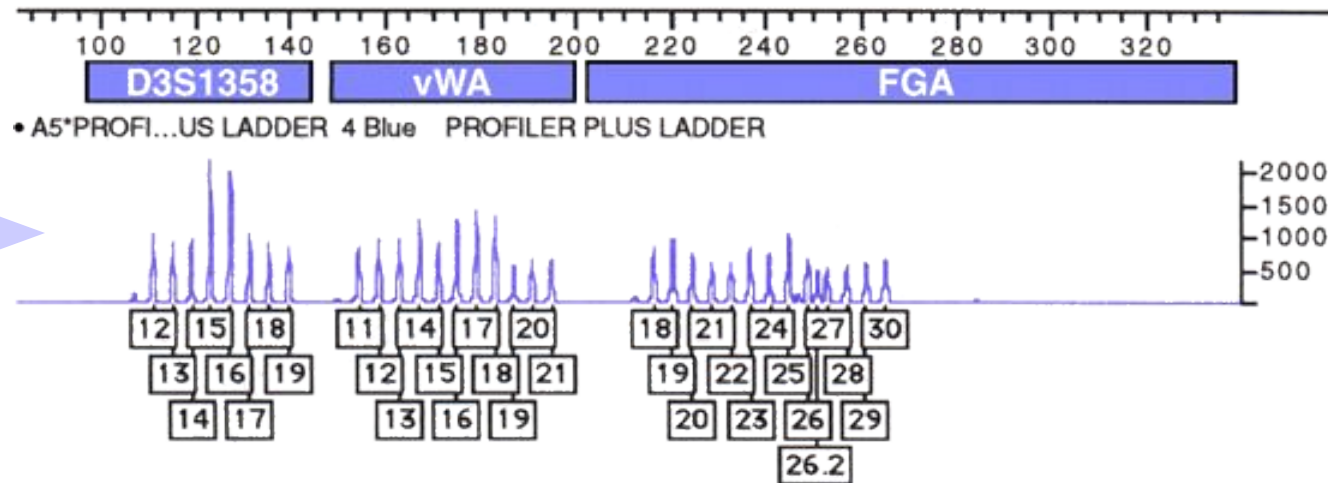 100 120 140 160 180 200 220 240 260 280 300 320
D3S1358 vWA FGA
• A5*PROFI...US LADDER 4 Blue PROFILER PLUS LADDER
2000
1500
1000
500
12 15 18 11 14 17 20 18 21 24 27 30
13 16 19 12 15 18 21 19 22 25 28
14 17 13 16 19 20 23 26 29
26.2